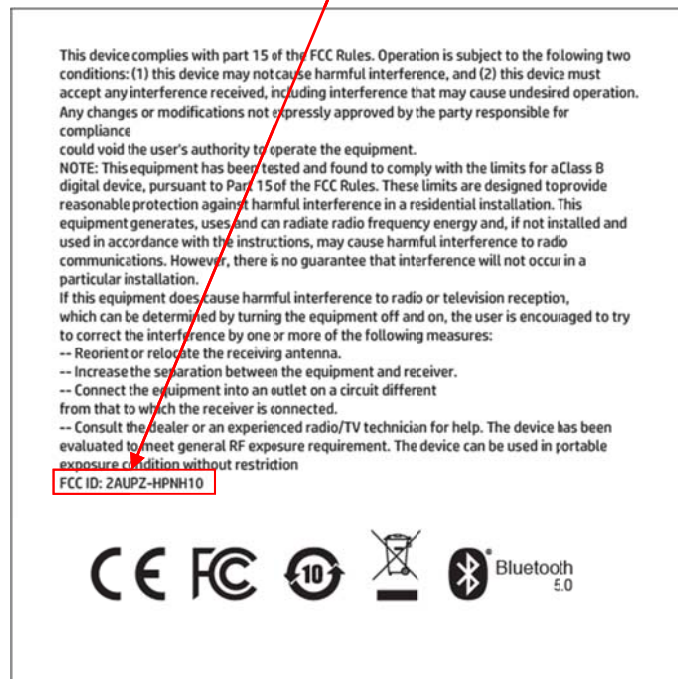 This device complies with part 15 of the FCC Rules. Operation is subject to the following two
conditions: (1) this device may not cause harmful interference, and (2) this device must
accept any interference received, including interference that may cause undesired operation.
Any changes or modifications not expressly approved by the party responsible for
compliance
could void the user's authority to operate the equipment.
NOTE: This equipment has been tested and found to comply with the limits for a Class B
digital device, pursuant to Part 15 of the FCC Rules. These limits are designed to provide
reasonable protection against harmful interference in a residential installation. This
equipment generates, uses and can radiate radio frequency energy and, if not installed and
used in accordance with the instructions, may cause harmful interference to radio
communications. However, there is no guarantee that interference will not occur in a
particular installation.
If this equipment does cause harmful interference to radio or television reception,
which can be determined by turning the equipment off and on, the user is encouraged to try
to correct the interference by one or more of the following measures:
-- Reorient or relocate the receiving antenna.
-- Increase the separation between the equipment and receiver.
-- Connect the equipment into an outlet on a circuit different
from that to which the receiver is connected.
-- Consult the dealer or an experienced radio/TV technician for help. The device has been
evaluated to meet general RF exposure requirement. The device can be used in portable
exposure condition without restriction
FCC ID: 2AUPZ-HPNH10
CE FC 10 Bluetooth
5.0